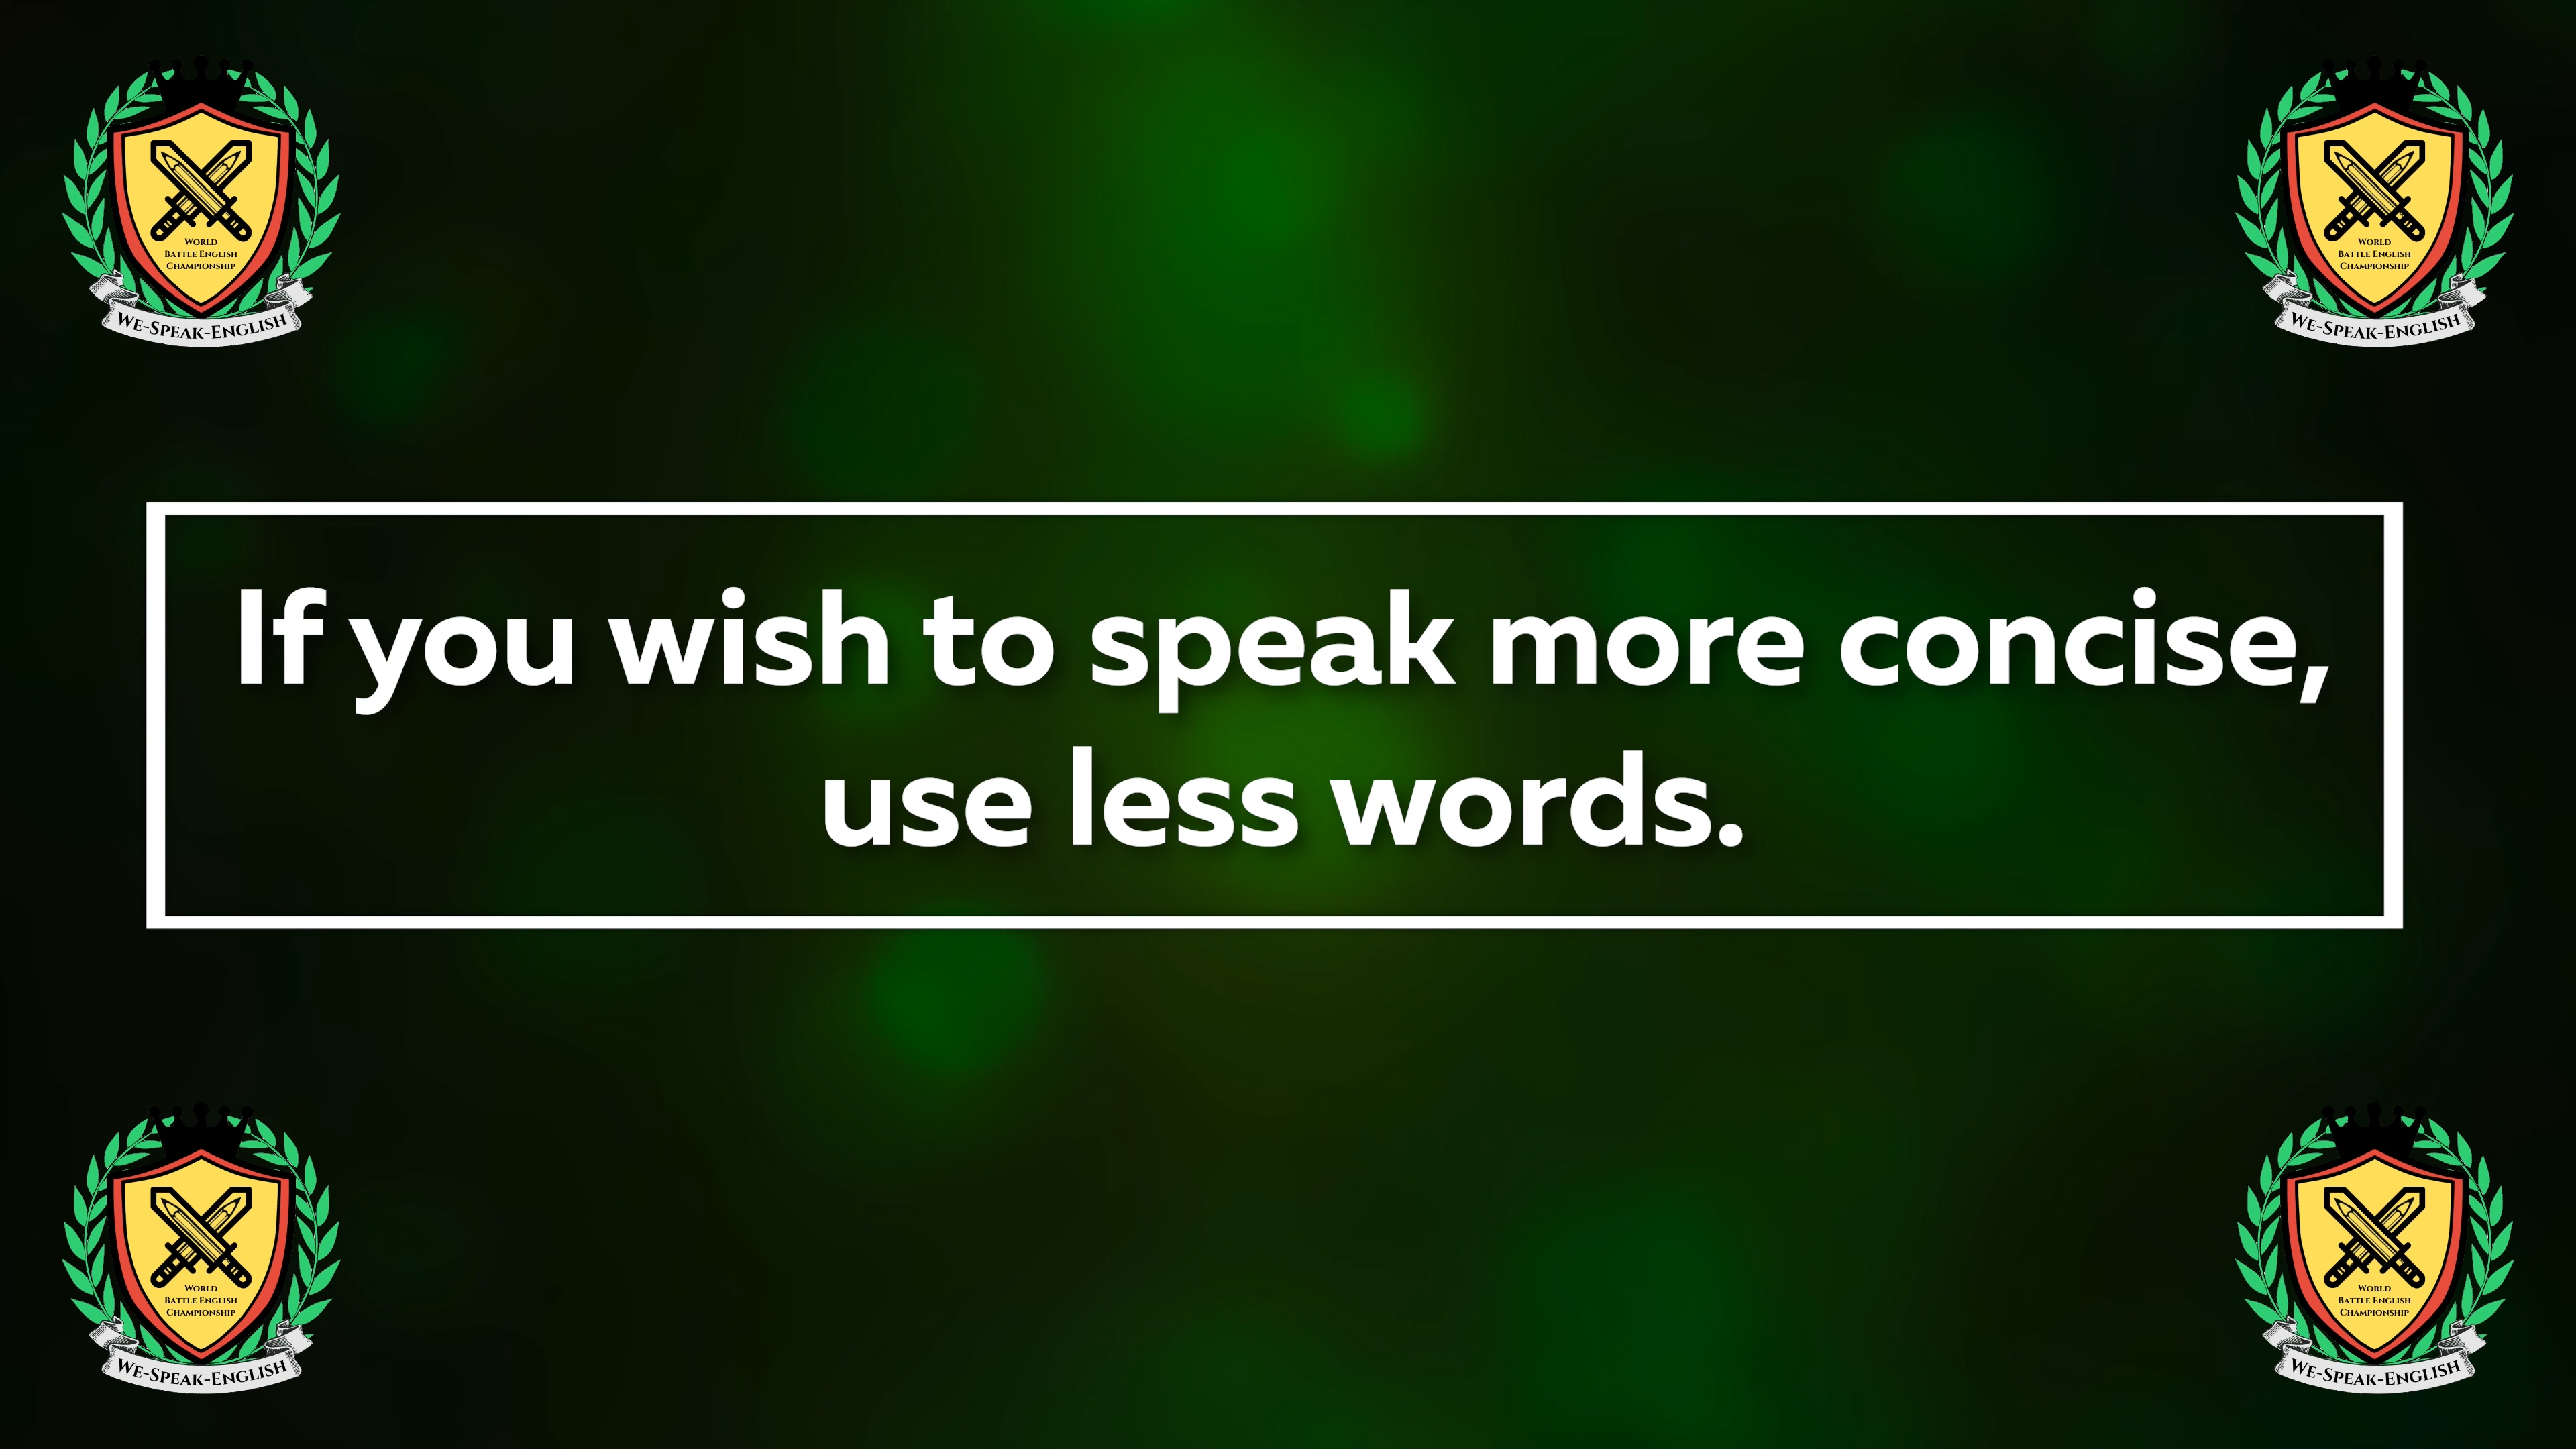 WORLD
BATTLE ENGLISH
CHAMPIONSHIP
WE-SPEAK-ENGLISH
WORLD
BATTLE ENGLISH
CHAMPIONSHIP
WE-SPEAK-ENGLISH
If you wish to speak more concise,
use less words.
WORLD
BATTLE ENGLISH
CHAMPIONSHIP
WE-SPEAK-ENGLISH
WORLD
BATTLE ENGLISH
CHAMPIONSHIP
WE-SPEAK-ENGLISH